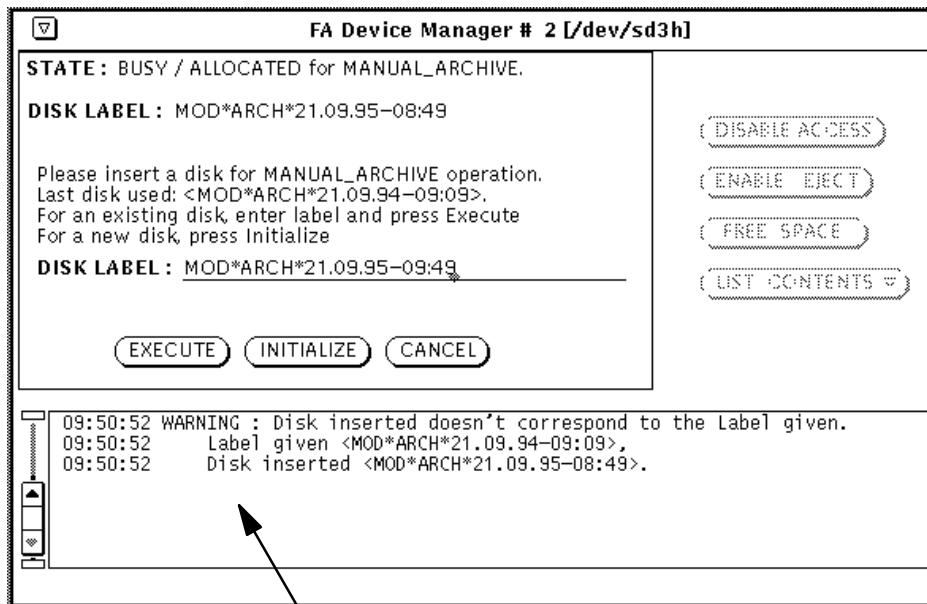 FA Device Manager # 2 [/dev/sd3h]
STATE : BUSY / ALLOCATED for MANUAL_ARCHIVE.
DISK LABEL : MOD*ARCH*21.09.95-08:49
Please insert a disk for MANUAL_ARCHIVE operation.
Last disk used: <MOD*ARCH*21.09.94-09:09>.
For an existing disk, enter label and press Execute
For a new disk, press Initialize
DISK LABEL : MOD*ARCH*21.09.95-09:49
EXECUTE INITIALIZE CANCEL
DISABLE ACCESS
ENABLE EJECT
FREE SPACE
LIST CONTENTS
09:50:52 WARNING : Disk inserted doesn't correspond to the Label given.
09:50:52 Label given <MOD*ARCH*21.09.94-09:09>,
09:50:52 Disk inserted <MOD*ARCH*21.09.95-08:49>.